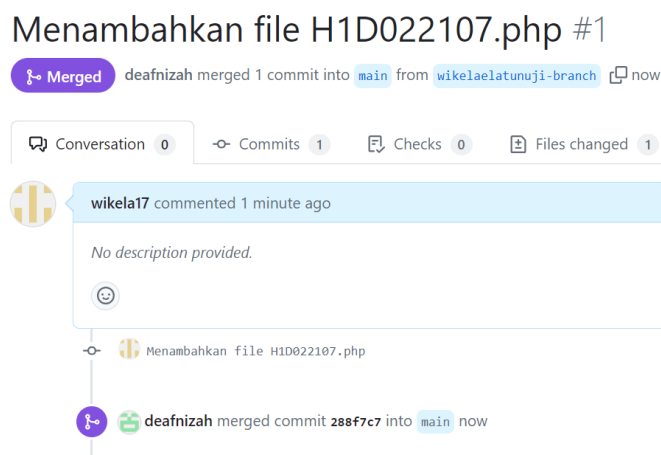 Menambahkan file H1D022107.php #1
Merged deafnizah merged 1 commit into main from wikelaelatunuji-branch now
Conversation 0 Commits 1 Checks 0 Files changed 1
wikela17 commented 1 minute ago
No description provided.
Menambahkan file H1D022107.php
deafnizah merged commit 288f7c7 into main now